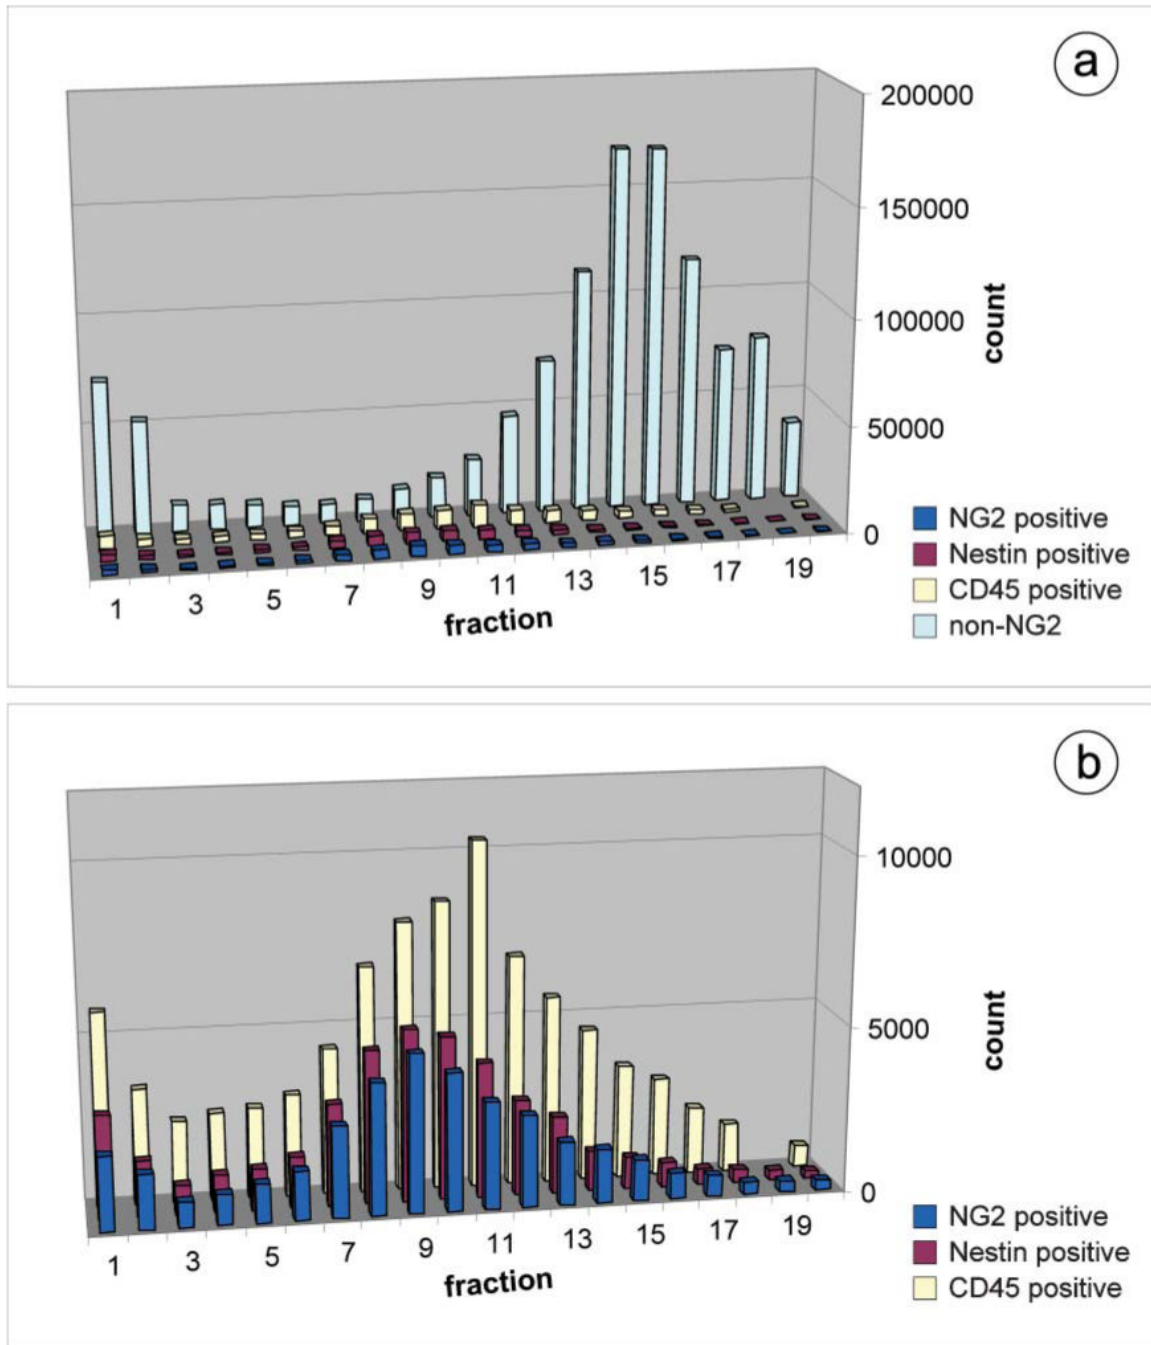 a
200000
150000
100000
50000
0
count
1 3 5 7 9 11 13 15 17 19
fraction
NG2 positive
Nestin positive
CD45 positive
non-NG2
b
10000
5000
0
count
1 3 5 7 9 11 13 15 17 19
fraction
NG2 positive
Nestin positive
CD45 positive